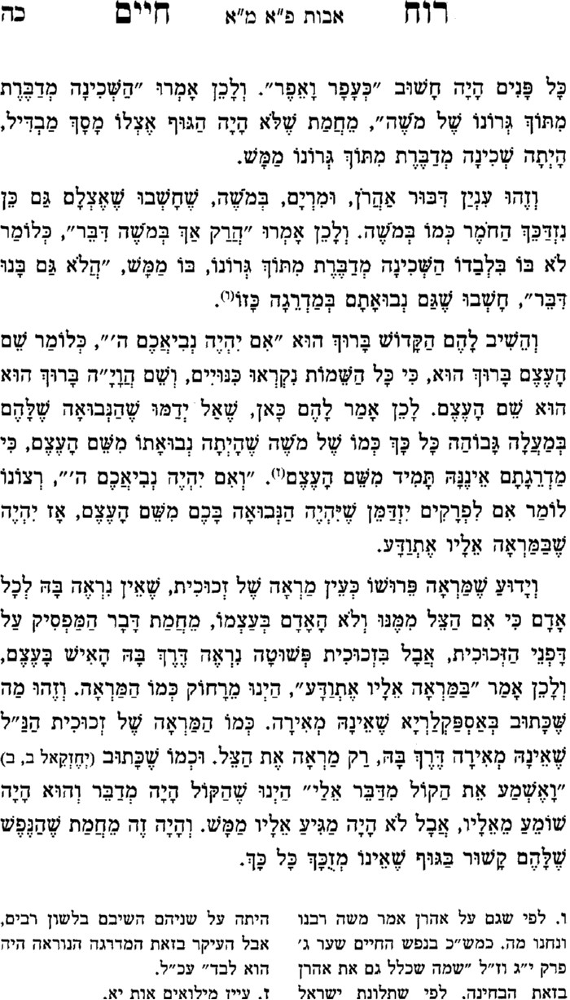 רוח אבות פ״א מ״א חיים כה
כָּל פָּנִים הָיָה חָשׁוּב ״כְּעָפָר וָאֵפֶר״. וְלָכֵן אָמְרוּ ״הַשְּׁכִינָה מְדַבֶּרֶת
מִתּוֹךְ גְּרוֹנוֹ שֶׁל מֹשֶׁה״, מֵחֲמַת שֶׁלֹּא הָיָה הַגּוּף אֶצְלוֹ מָסָךְ מַבְדִּיל,
הָיְתָה שְׁכִינָה מְדַבֶּרֶת מִתּוֹךְ גְּרוֹנוֹ מַמָּשׁ.
וְזֶהוּ עִנְיַן דִּבּוּר אַהֲרֹן, וּמִרְיָם, בְּמֹשֶׁה, שֶׁחָשְׁבוּ שֶׁאֶצְלָם גַּם כֵּן
נִזְדַּכֵּךְ הַחֹמֶר כְּמוֹ בְּמֹשֶׁה. וְלָכֵן אָמְרוּ ״הֲרַק אַךְ בְּמֹשֶׁה דִּבֵּר״, כְּלוֹמַר
לֹא בּוֹ בִּלְבַדּוֹ הַשְּׁכִינָה מְדַבֶּרֶת מִתּוֹךְ גְּרוֹנוֹ, בּוֹ מַמָּשׁ, ״הֲלֹא גַּם בָּנוּ
דִּבֵּר״, חָשְׁבוּ שֶׁגַּם נְבוּאָתָם בְּמַדְרֵגָה כָּזוֹ(ו).
וְהֵשִׁיב לָהֶם הַקָּדוֹשׁ בָּרוּךְ הוּא ״אִם יִהְיֶה נְבִיאֲכֶם ה׳״, כְּלוֹמַר שֵׁם
הָעֶצֶם בָּרוּךְ הוּא, כִּי כָּל הַשֵּׁמוֹת נִקְרְאוּ כִּנּוּיִים, וְשֵׁם הֲוָיָ״ה בָּרוּךְ הוּא
הוּא שֵׁם הָעֶצֶם. לָכֵן אָמַר לָהֶם כָּאן, שֶׁאַל יְדַמּוּ שֶׁהַנְּבוּאָה שֶׁלָּהֶם
בְּמַעֲלָה גְּבוֹהָה כָּל כָּךְ כְּמוֹ שֶׁל מֹשֶׁה שֶׁהָיְתָה נְבוּאָתוֹ מִשֵּׁם הָעֶצֶם, כִּי
מַדְרֵגָתָם אֵינֶנָּהּ תָּמִיד מִשֵּׁם הָעֶצֶם(ז). ״וְאִם יִהְיֶה נְבִיאֲכֶם ה׳״, רְצוֹנוֹ
לוֹמַר אִם לִפְרָקִים יִזְדַּמֵּן שֶׁיִּהְיֶה הַנְּבוּאָה בָּכֶם מִשֵּׁם הָעֶצֶם, אָז יִהְיֶה
שֶׁבַּמַּרְאָה אֵלָיו אֶתְוַדָּע.
וְיָדוּעַ שֶׁמַּרְאָה פֵּרוּשׁוֹ כְּעֵין מַרְאָה שֶׁל זְכוּכִית, שֶׁאֵין נִרְאֶה בָּהּ לְכָל
אָדָם כִּי אִם הַצֵּל מִמֶּנּוּ וְלֹא הָאָדָם בְּעַצְמוֹ, מֵחֲמַת דָּבָר הַמַּפְסִיק עַל
דָּפְנֵי הַזְּכוּכִית, אֲבָל בִּזְכוּכִית פְּשׁוּטָה נִרְאֶה דֶּרֶךְ בָּהּ הָאִישׁ בָּעֶצֶם,
וְלָכֵן אָמַר ״בַּמַּרְאָה אֵלָיו אֶתְוַדָּע״, הַיְנוּ מֵרָחוֹק כְּמוֹ הַמַּרְאָה. וְזֶהוּ מַה
שֶּׁכָּתוּב בְּאַסְפַּקְלַרְיָא שֶׁאֵינָהּ מְאִירָה. כְּמוֹ הַמַּרְאָה שֶׁל זְכוּכִית הַנַּ״ל
שֶׁאֵינָהּ מְאִירָה דֶּרֶךְ בָּהּ, רַק מַרְאָה אֶת הַצֵּל. וּכְמוֹ שֶׁכָּתוּב (יְחֶזְקֵאל ב, ב)
״וָאֶשְׁמַע אֵת הַקּוֹל מִדַּבֵּר אֵלַי״ הַיְנוּ שֶׁהַקּוֹל הָיָה מְדַבֵּר וְהוּא הָיָה
שׁוֹמֵעַ מֵאֵלָיו, אֲבָל לֹא הָיָה מַגִּיעַ אֵלָיו מַמָּשׁ. וְהָיָה זֶה מֵחֲמַת שֶׁהַנֶּפֶשׁ
שֶׁלָּהֶם קָשׁוּר בַּגּוּף שֶׁאֵינוֹ מְזֻכָּךְ כָּל כָּךְ.
ו. לפי שגם על אהרן אמר משה רבנו
ונחנו מה. כמש״כ בנפש החיים שער ג׳
פרק י״ג וז״ל ״שמה שכלל גם את אהרן
בזאת הבחינה, לפי שתלונת ישראל
היתה על שניהם השיבם בלשון רבים,
אבל העיקר בזאת המדרגה הנוראה היה
הוא לבד״ עכ״ל.
ז. עיין מילואים אות יא.